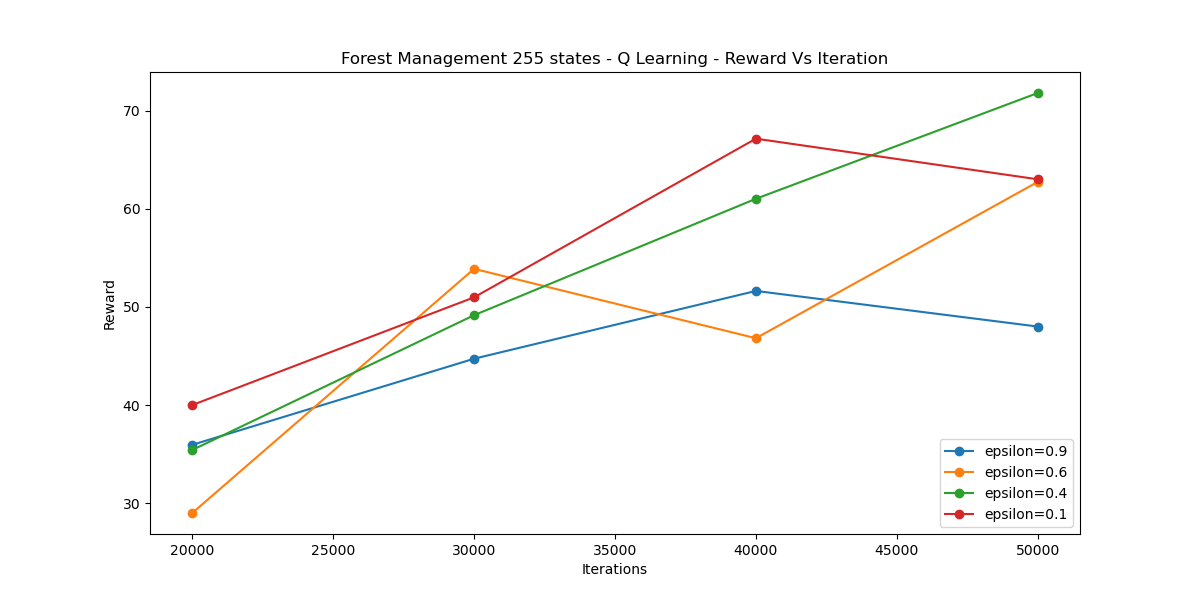 Forest Management 255 states - Q Learning - Reward Vs Iteration
Reward
70
60
50
40
30
20000 25000 30000 35000 40000 45000 50000
Iterations
epsilon=0.9
epsilon=0.6
epsilon=0.4
epsilon=0.1